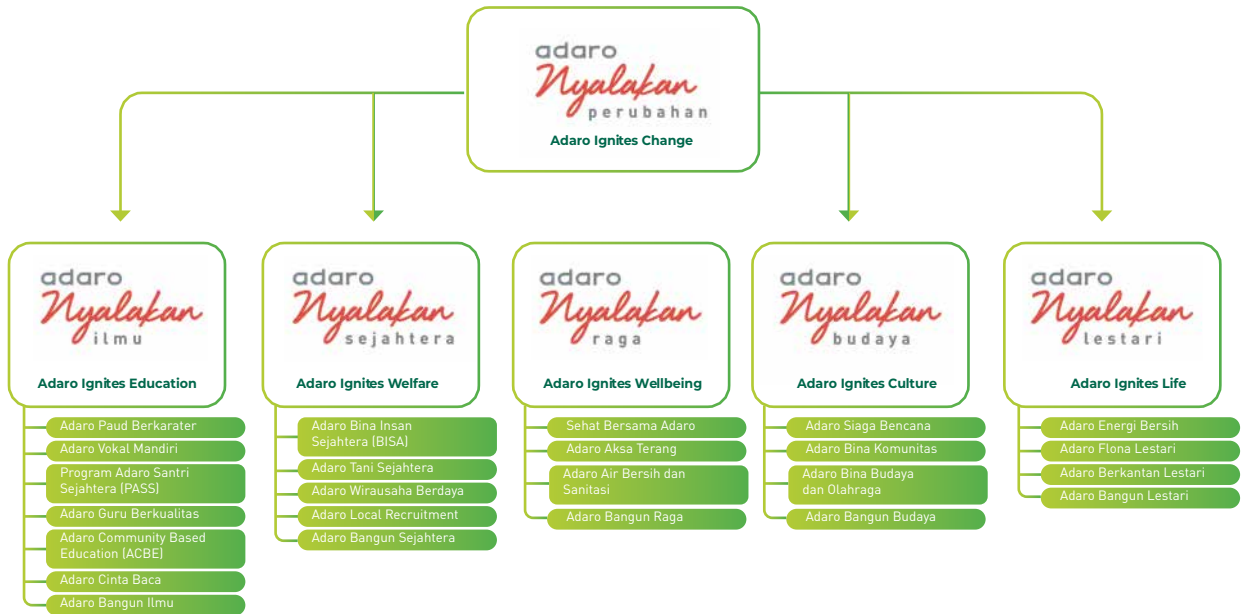 adaro
Nyalakan
perubahan
Adaro Ignites Change
adaro
Nyalakan
ilmu
Adaro Ignites Education
Adaro Paud Berkarater
Adaro Vokal Mandiri
Program Adaro Santri
Sejahtera (PASS)
Adaro Guru Berkualitas
Adaro Community Based
Education (ACBE)
Adaro Cinta Baca
Adaro Bangun Ilmu
adaro
Nyalakan
sejahtera
Adaro Ignites Welfare
Adaro Bina Insan
Sejahtera (BISA)
Adaro Tani Sejahtera
Adaro Wirausaha Berdaya
Adaro Local Recruitment
Adaro Bangun Sejahtera
adaro
Nyalakan
raga
Adaro Ignites Wellbeing
Sehat Bersama Adaro
Adaro Aksa Terang
Adaro Air Bersih dan
Sanitasi
Adaro Bangun Raga
adaro
Nyalakan
budaya
Adaro Ignites Culture
Adaro Siaga Bencana
Adaro Bina Komunitas
Adaro Bina Budaya
dan Olahraga
Adaro Bangun Budaya
adaro
Nyalakan
lestari
Adaro Ignites Life
Adaro Energi Bersih
Adaro Flona Lestari
Adaro Berkantan Lestari
Adaro Bangun Lestari